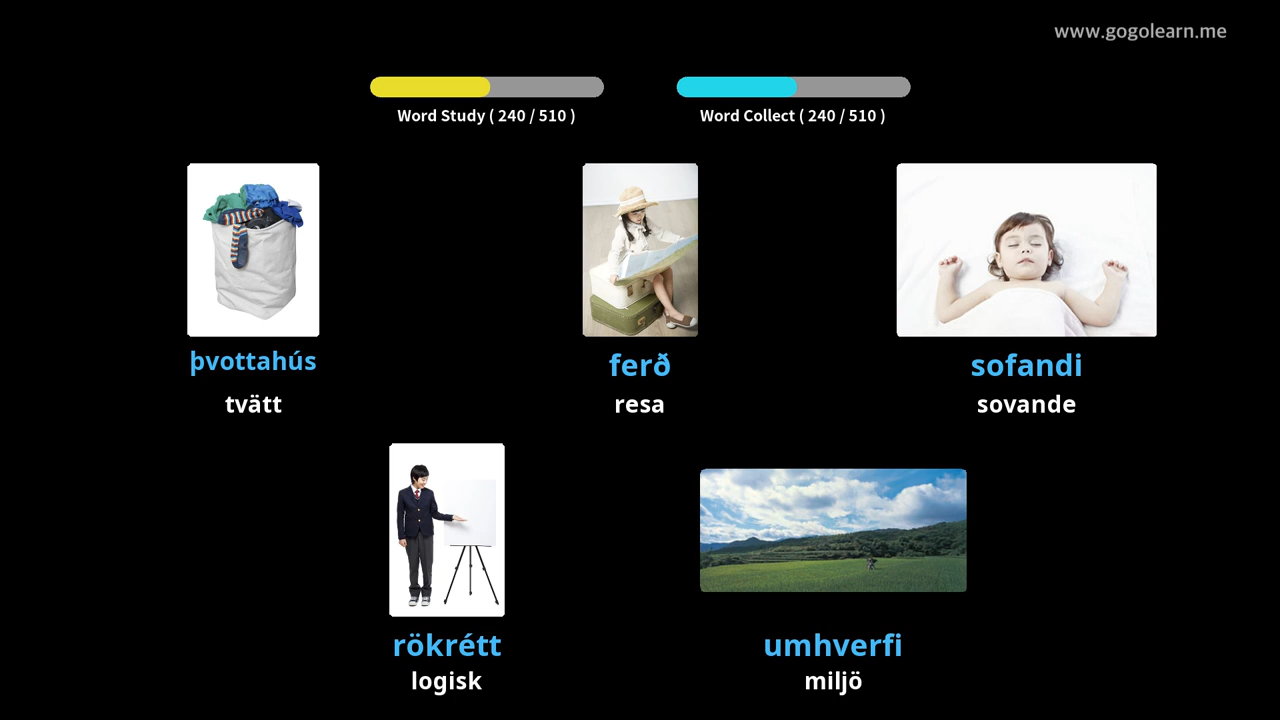 www.gogolearn.me
Word Study ( 240 / 510 )
Word Collect ( 240 / 510 )
þvottahús
tvätt
ferð
resa
sofandi
sovande
rökrétt
logisk
umhverfi
miljö